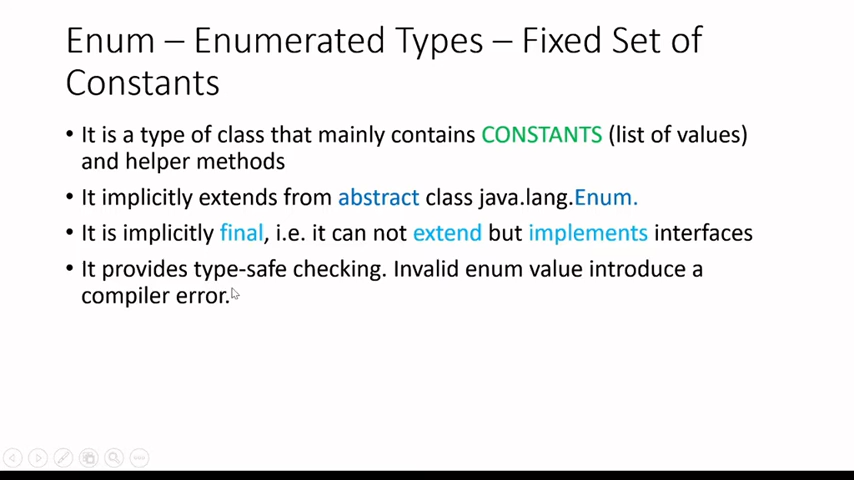 Enum – Enumerated Types – Fixed Set of
Constants
• It is a type of class that mainly contains CONSTANTS (list of values)
and helper methods
• It implicitly extends from abstract class java.lang.Enum.
• It is implicitly final, i.e. it can not extend but implements interfaces
• It provides type-safe checking. Invalid enum value introduce a
compiler error.